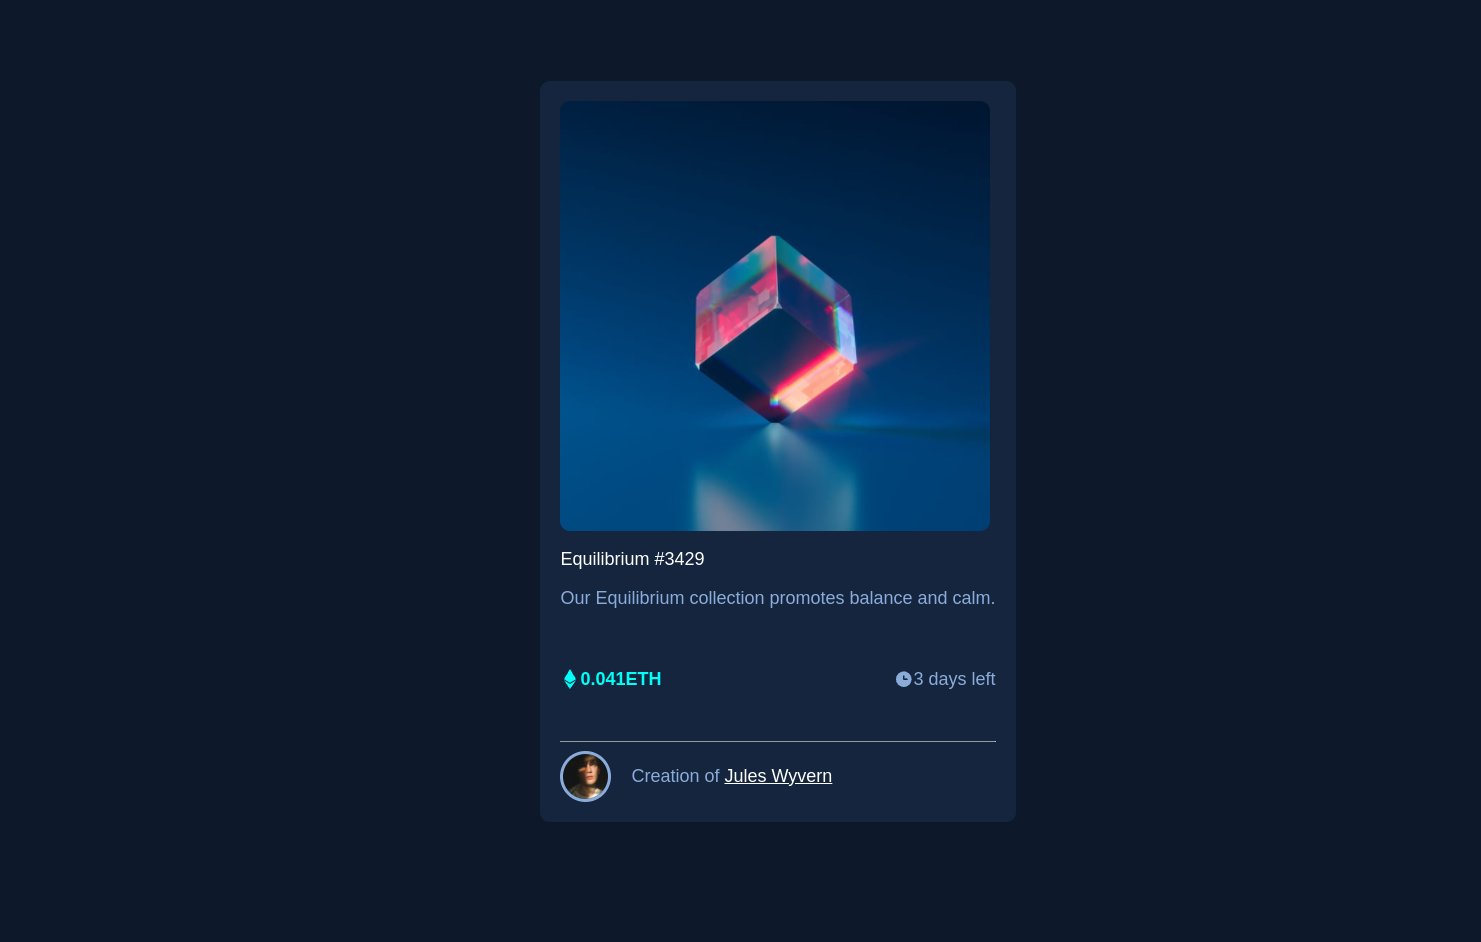 Equilibrium #3429
Our Equilibrium collection promotes balance and calm.
0.041ETH
3 days left
Creation of Jules Wyvern